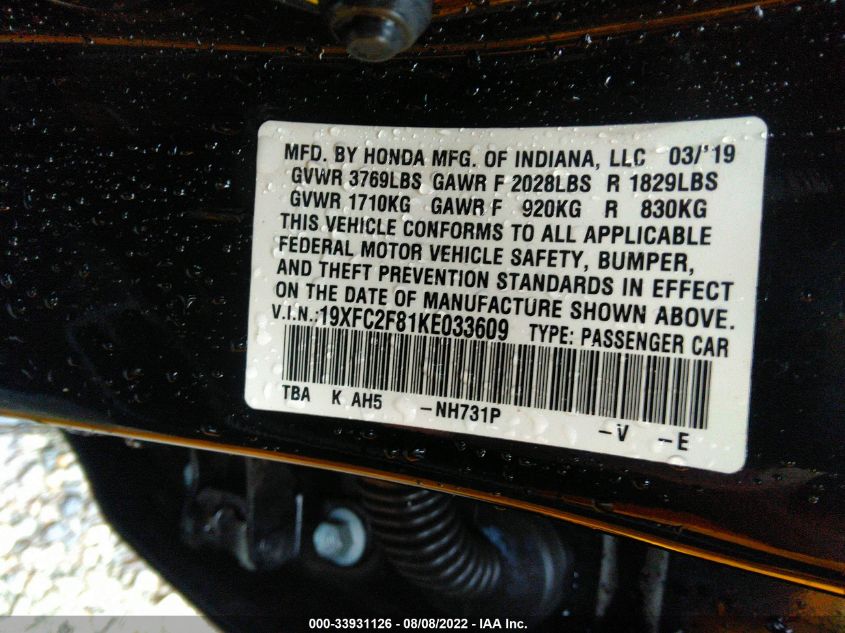 MFD. BY HONDA MFG. OF INDIANA, LLC 03/'19
GVWR 3769LBS GAWR F 2028LBS R 1829LBS
GVWR 1710KG GAWR F 920KG R 830KG
THIS VEHICLE CONFORMS TO ALL APPLICABLE
FEDERAL MOTOR VEHICLE SAFETY, BUMPER,
AND THEFT PREVENTION STANDARDS IN EFFECT
ON THE DATE OF MANUFACTURE SHOWN ABOVE.
V.I.N.:19XFC2F81KE033609 TYPE: PASSENGER CAR
TBA K AH5 -NH731P -V -E
000-33931126 - 08/08/2022 - IAA Inc.